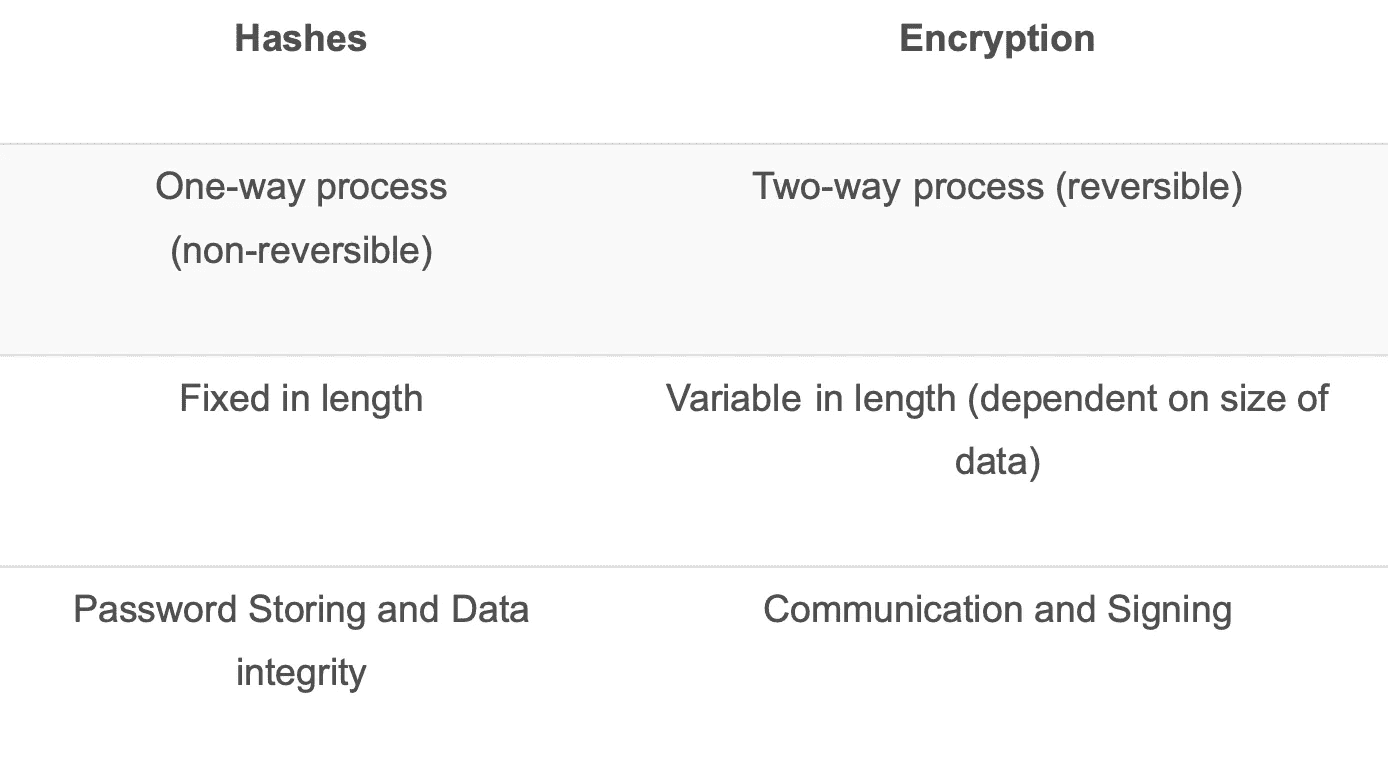 Hashes Encryption
One-way process Two-way process (reversible)
(non-reversible)
Fixed in length Variable in length (dependent on size of
data)
Password Storing and Data Communication and Signing
integrity